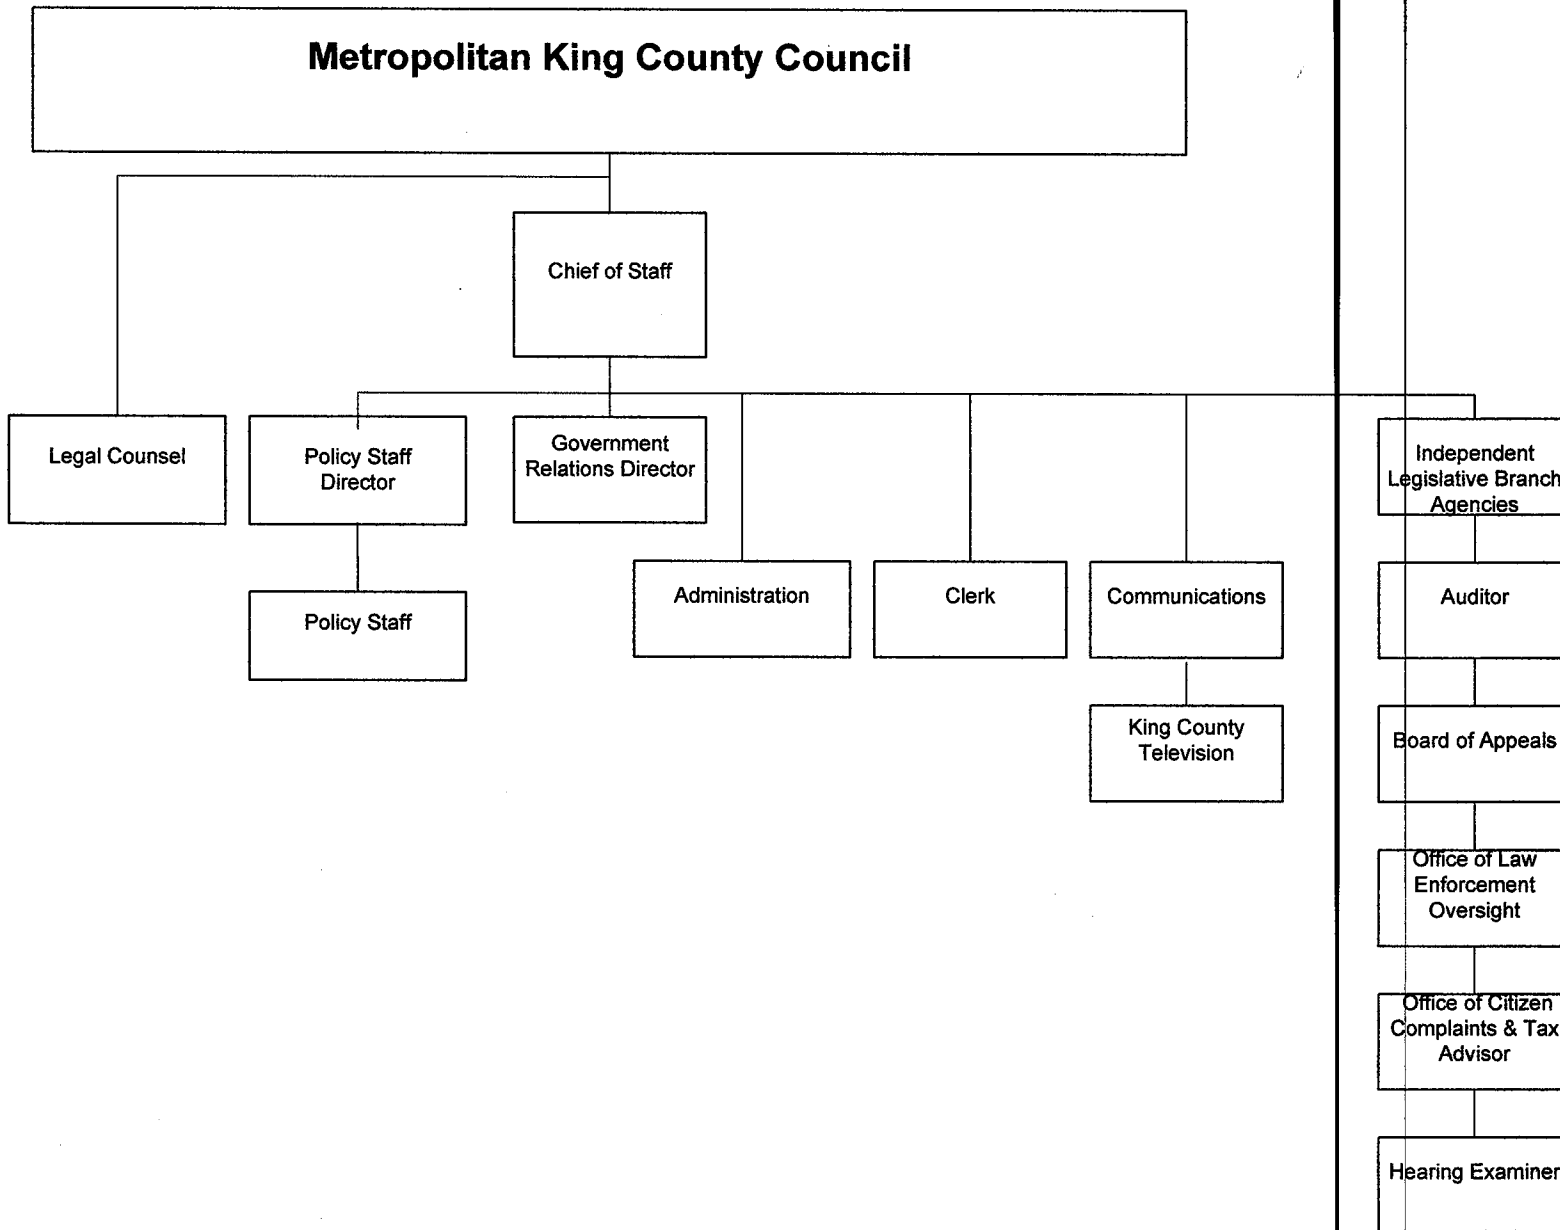 Metropolitan King County Council
Chief of Staff
Legal Counsel
Policy Staff
Director
Government
Relations Director
Independent
Legislative Branch
Agencies
Policy Staff
Administration
Clerk
Communications
Auditor
King County
Television
Board of Appeals
Office of Law
Enforcement
Oversight
Office of Citizen
Complaints & Tax
Advisor
Hearing Examiner